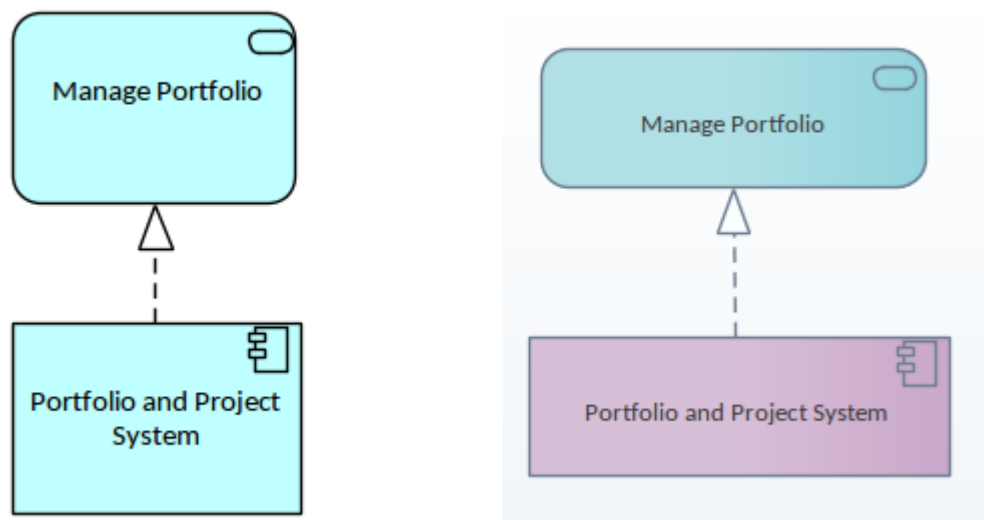 Manage Portfolio
Portfolio and Project
System
Manage Portfolio
Portfolio and Project System